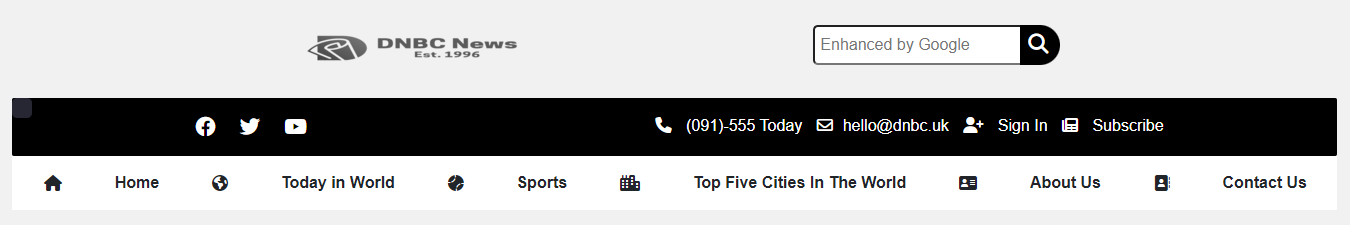 DNBC News
Est. 1996
Enhanced by Google
(091)-555 Today hello@dnbc.uk Sign In Subscribe
Home Today in World Sports Top Five Cities In The World About Us Contact Us